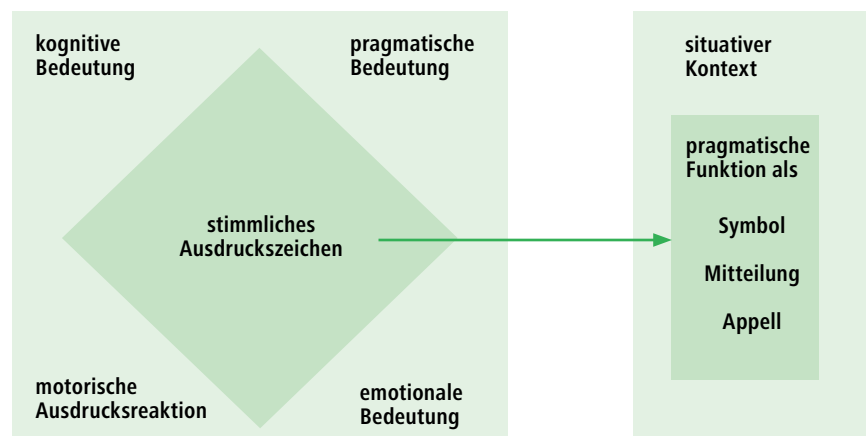 kognitive
Bedeutung
pragmatische
Bedeutung
stimmliches
Ausdruckszeichen
motorische
Ausdrucksreaktion
emotionale
Bedeutung
situativer
Kontext
pragmatische
Funktion als
Symbol
Mitteilung
Appell